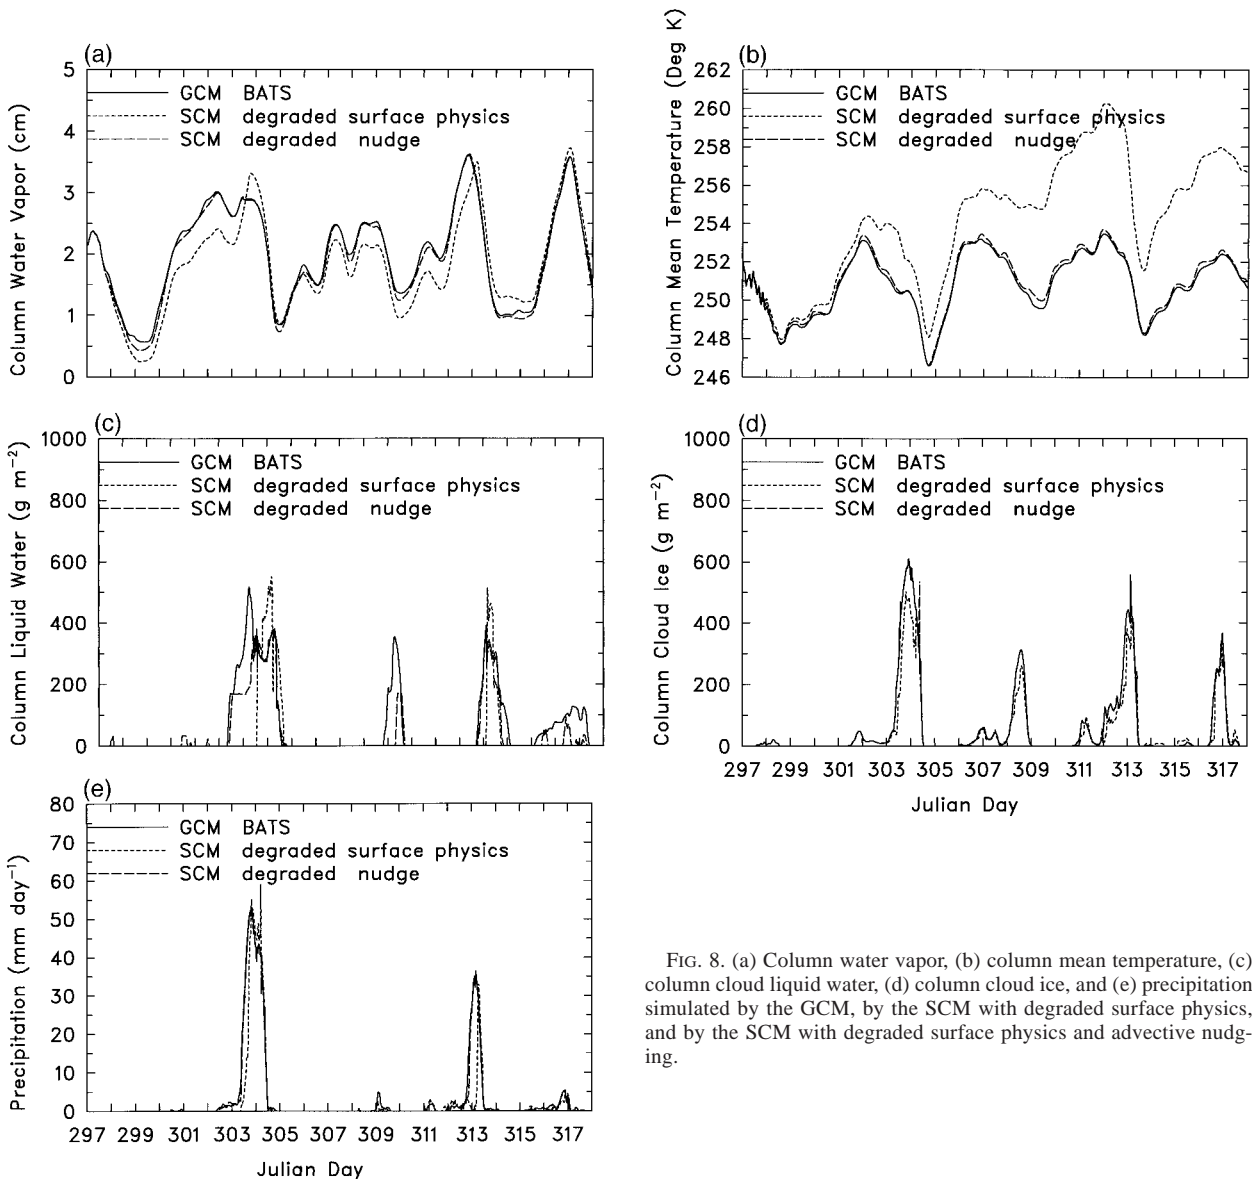 (a)
5
4
3
2
1
0
Column Water Vapor (cm)
GCM BATS
SCM degraded surface physics
SCM degraded nudge
(b)
262
260
258
256
254
252
250
248
246
Column Mean Temperature (Deg K)
GCM BATS
SCM degraded surface physics
SCM degraded nudge
(c)
1000
800
600
400
200
0
Column Liquid Water (g m⁻²)
GCM BATS
SCM degraded surface physics
SCM degraded nudge
(d)
1000
800
600
400
200
0
Column Cloud Ice (g m⁻²)
GCM BATS
SCM degraded surface physics
SCM degraded nudge
297 299 301 303 305 307 309 311 313 315 317
Julian Day
(e)
80
70
60
50
40
30
20
10
0
Precipitation (mm day⁻¹)
GCM BATS
SCM degraded surface physics
SCM degraded nudge
297 299 301 303 305 307 309 311 313 315 317
Julian Day
FIG. 8. (a) Column water vapor, (b) column mean temperature, (c)
column cloud liquid water, (d) column cloud ice, and (e) precipitation
simulated by the GCM, by the SCM with degraded surface physics,
and by the SCM with degraded surface physics and advective nudg-
ing.